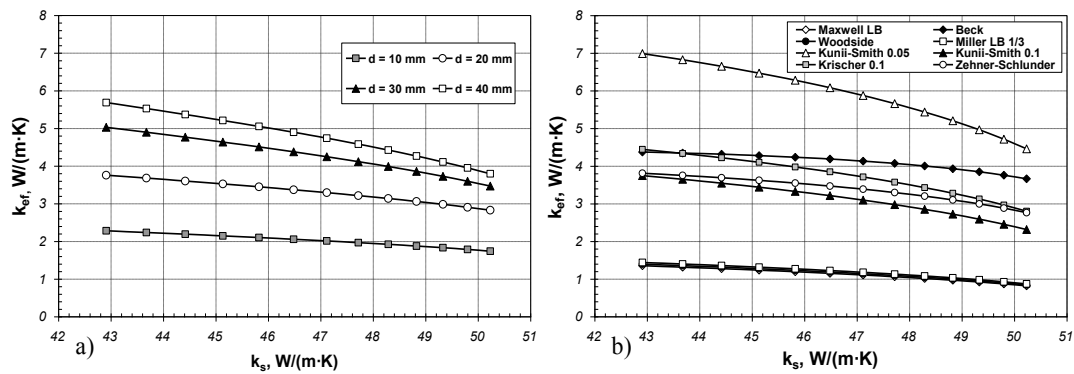 8
7
6
5
4
3
2
1
0
k_ef, W/(m·K)
d = 10 mm
d = 20 mm
d = 30 mm
d = 40 mm
42 43 44 45 46 47 48 49 50 51
a)
k_s, W/(m·K)
8
7
6
5
4
3
2
1
0
k_ef, W/(m·K)
Maxwell LB
Beck
Woodside
Miller LB 1/3
Kunii-Smith 0.05
Kunii-Smith 0.1
Krischer 0.1
Zehner-Schlunder
42 43 44 45 46 47 48 49 50 51
b)
k_s, W/(m·K)